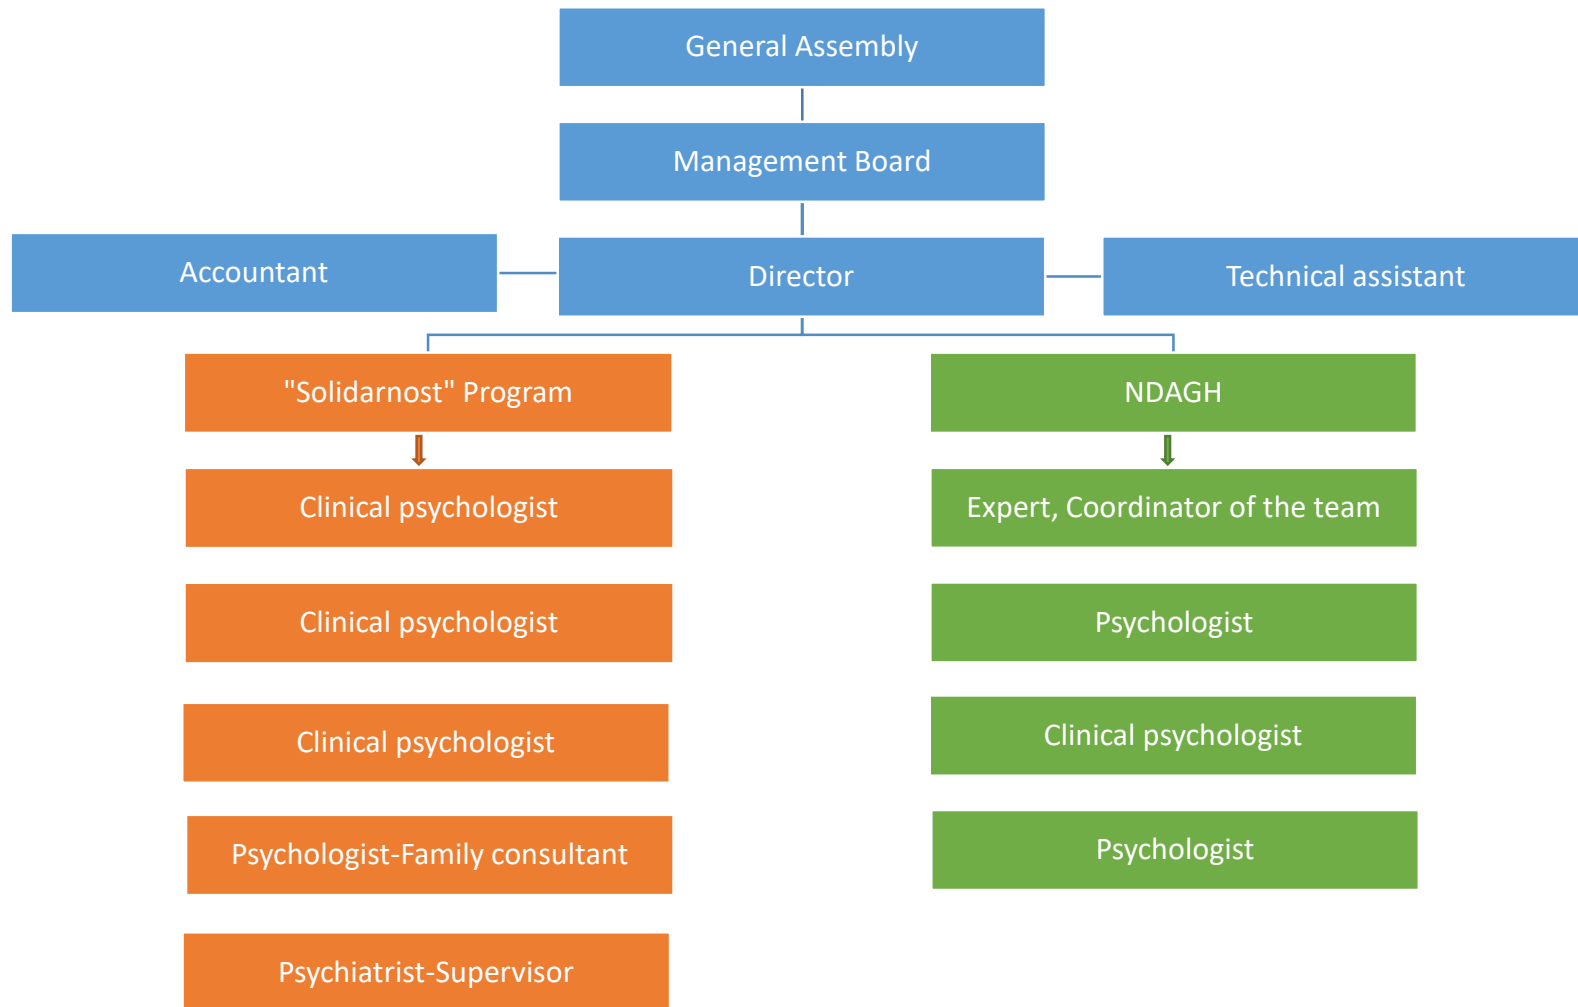 General Assembly
Management Board
Accountant
Director
Technical assistant
"Solidarnost" Program
NDAGH
Clinical psychologist
Expert, Coordinator of the team
Clinical psychologist
Psychologist
Clinical psychologist
Clinical psychologist
Psychologist-Family consultant
Psychologist
Psychiatrist-Supervisor